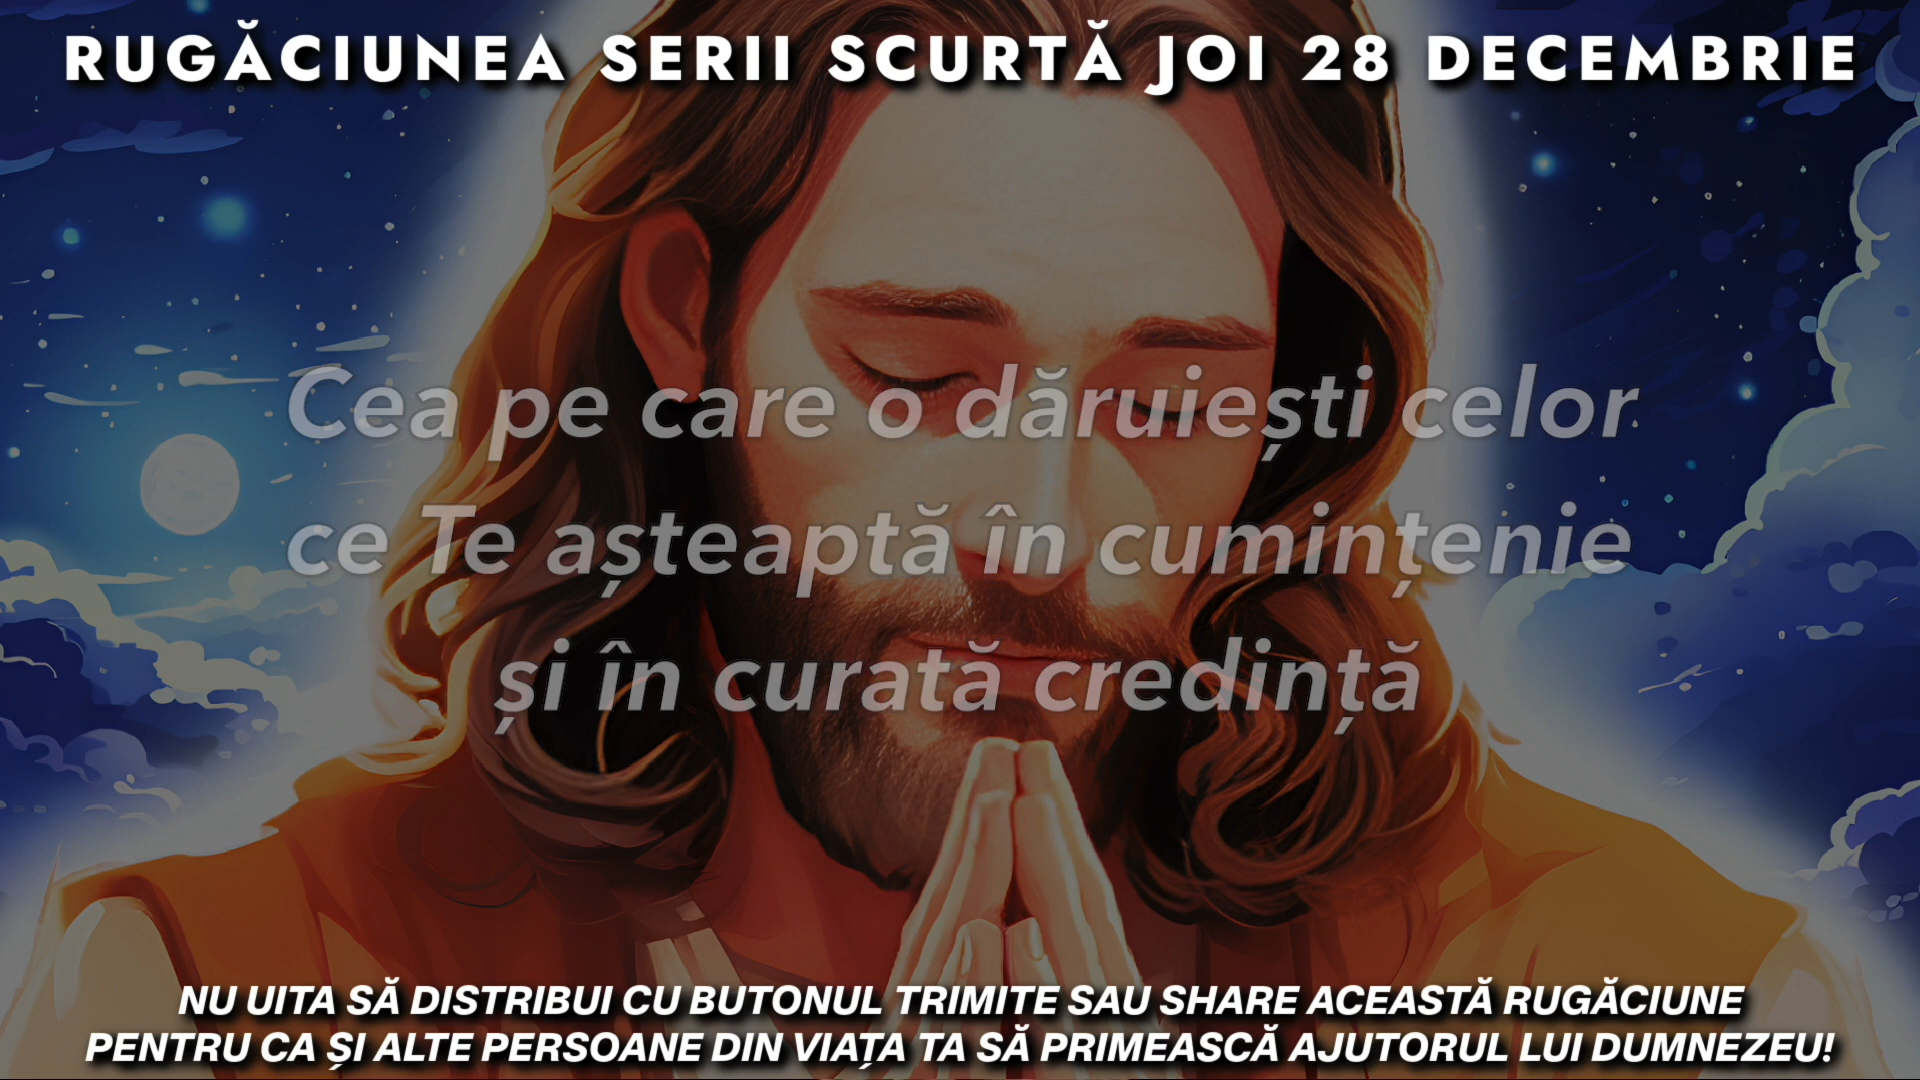 RUGĂCIUNEA SERII SCURTĂ JOI 28 DECEMBRIE
Cea pe care o dăruiești celor
ce Te așteaptă în cumințenie
și în curată credință
NU UITA SĂ DISTRIBUI CU BUTONUL TRIMITE SAU SHARE ACEASTĂ RUGĂCIUNE
PENTRU CA ȘI ALTE PERSOANE DIN VIAȚA TA SĂ PRIMEASCĂ AJUTORUL LUI DUMNEZEU!